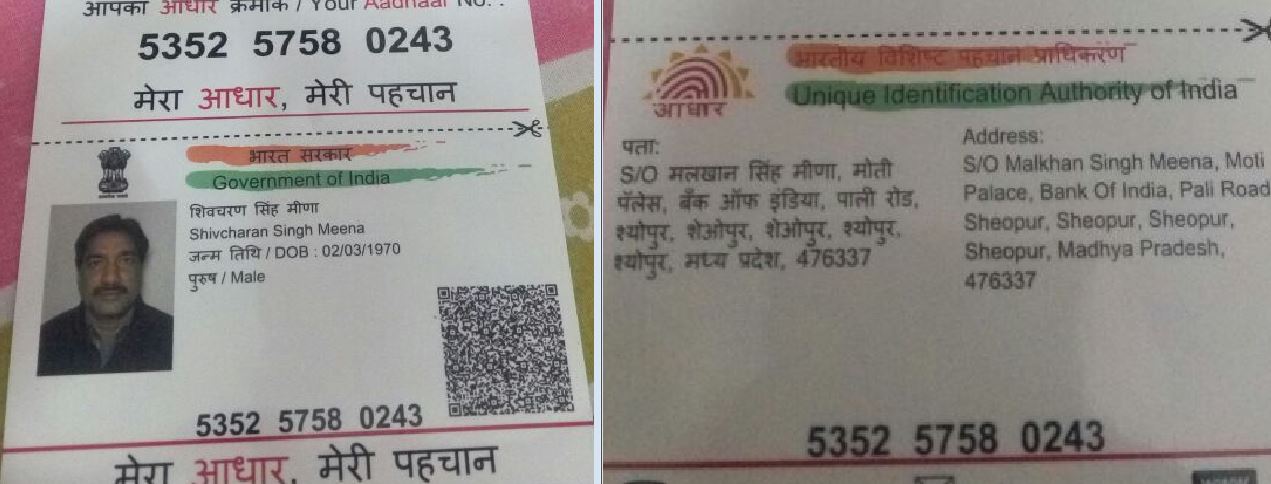 आपका आधार क्रमांक / Your Aadhaar No. :
5352 5758 0243
मेरा आधार, मेरी पहचान
भारत सरकार
Government of India
शिवचरण सिंह मीणा
Shivcharan Singh Meena
जन्म तिथि / DOB : 02/03/1970
पुरुष / Male
5352 5758 0243
मेरा आधार, मेरी पहचान
भारतीय विशिष्ट पहचान प्राधिकरण
Unique Identification Authority of India
आधार
पता:
S/O मलखान सिंह मीणा, मोती
पॅलेस, बैंक ऑफ इंडिया, पाली रोड,
श्योपुर, शेओपुर, शेओपुर, श्योपुर,
श्योपुर, मध्य प्रदेश, 476337
Address:
S/O Malkhan Singh Meena, Moti
Palace, Bank Of India, Pali Road
Sheopur, Sheopur, Sheopur,
Sheopur, Madhya Pradesh,
476337
5352 5758 0243